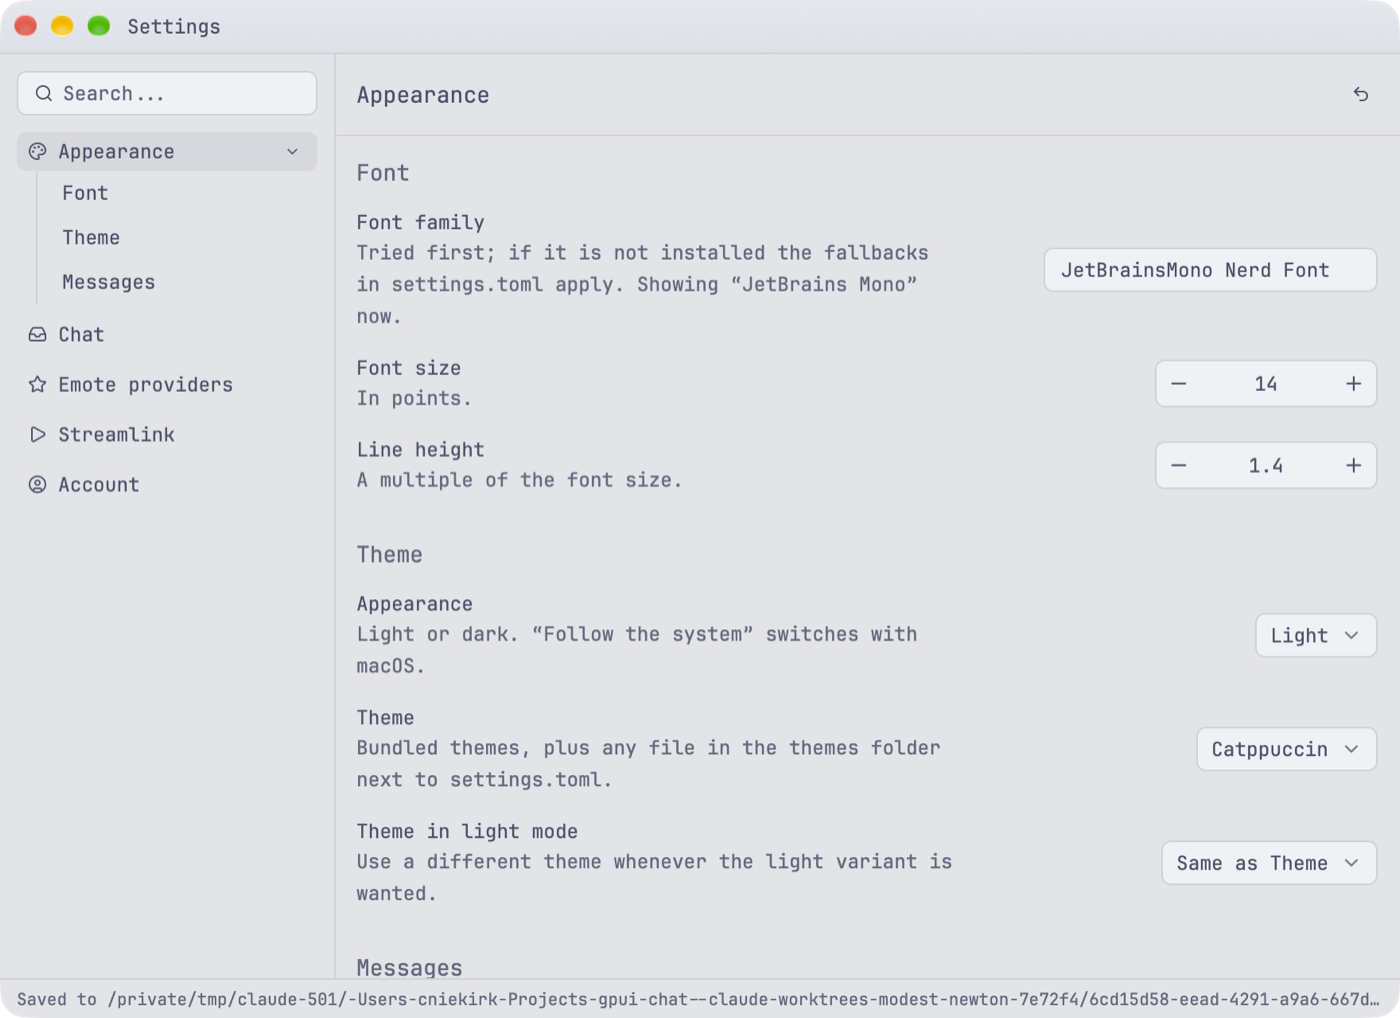 Settings
Search...
Appearance
Font
Theme
Messages
Chat
Emote providers
Streamlink
Account
Appearance
Font
Font family
Tried first; if it is not installed the fallbacks
in settings.toml apply. Showing “JetBrains Mono”
now.
JetBrainsMono Nerd Font
Font size
In points.
14
Line height
A multiple of the font size.
1.4
Theme
Appearance
Light or dark. “Follow the system” switches with
macOS.
Light
Theme
Bundled themes, plus any file in the themes folder
next to settings.toml.
Catppuccin
Theme in light mode
Use a different theme whenever the light variant is
wanted.
Same as Theme
Messages
Saved to /private/tmp/claude-501/-Users-cniekirk-Projects-gpui-chat--claude-worktrees-modest-newton-7e72f4/6cd15d58-eead-4291-a9a6-667d…